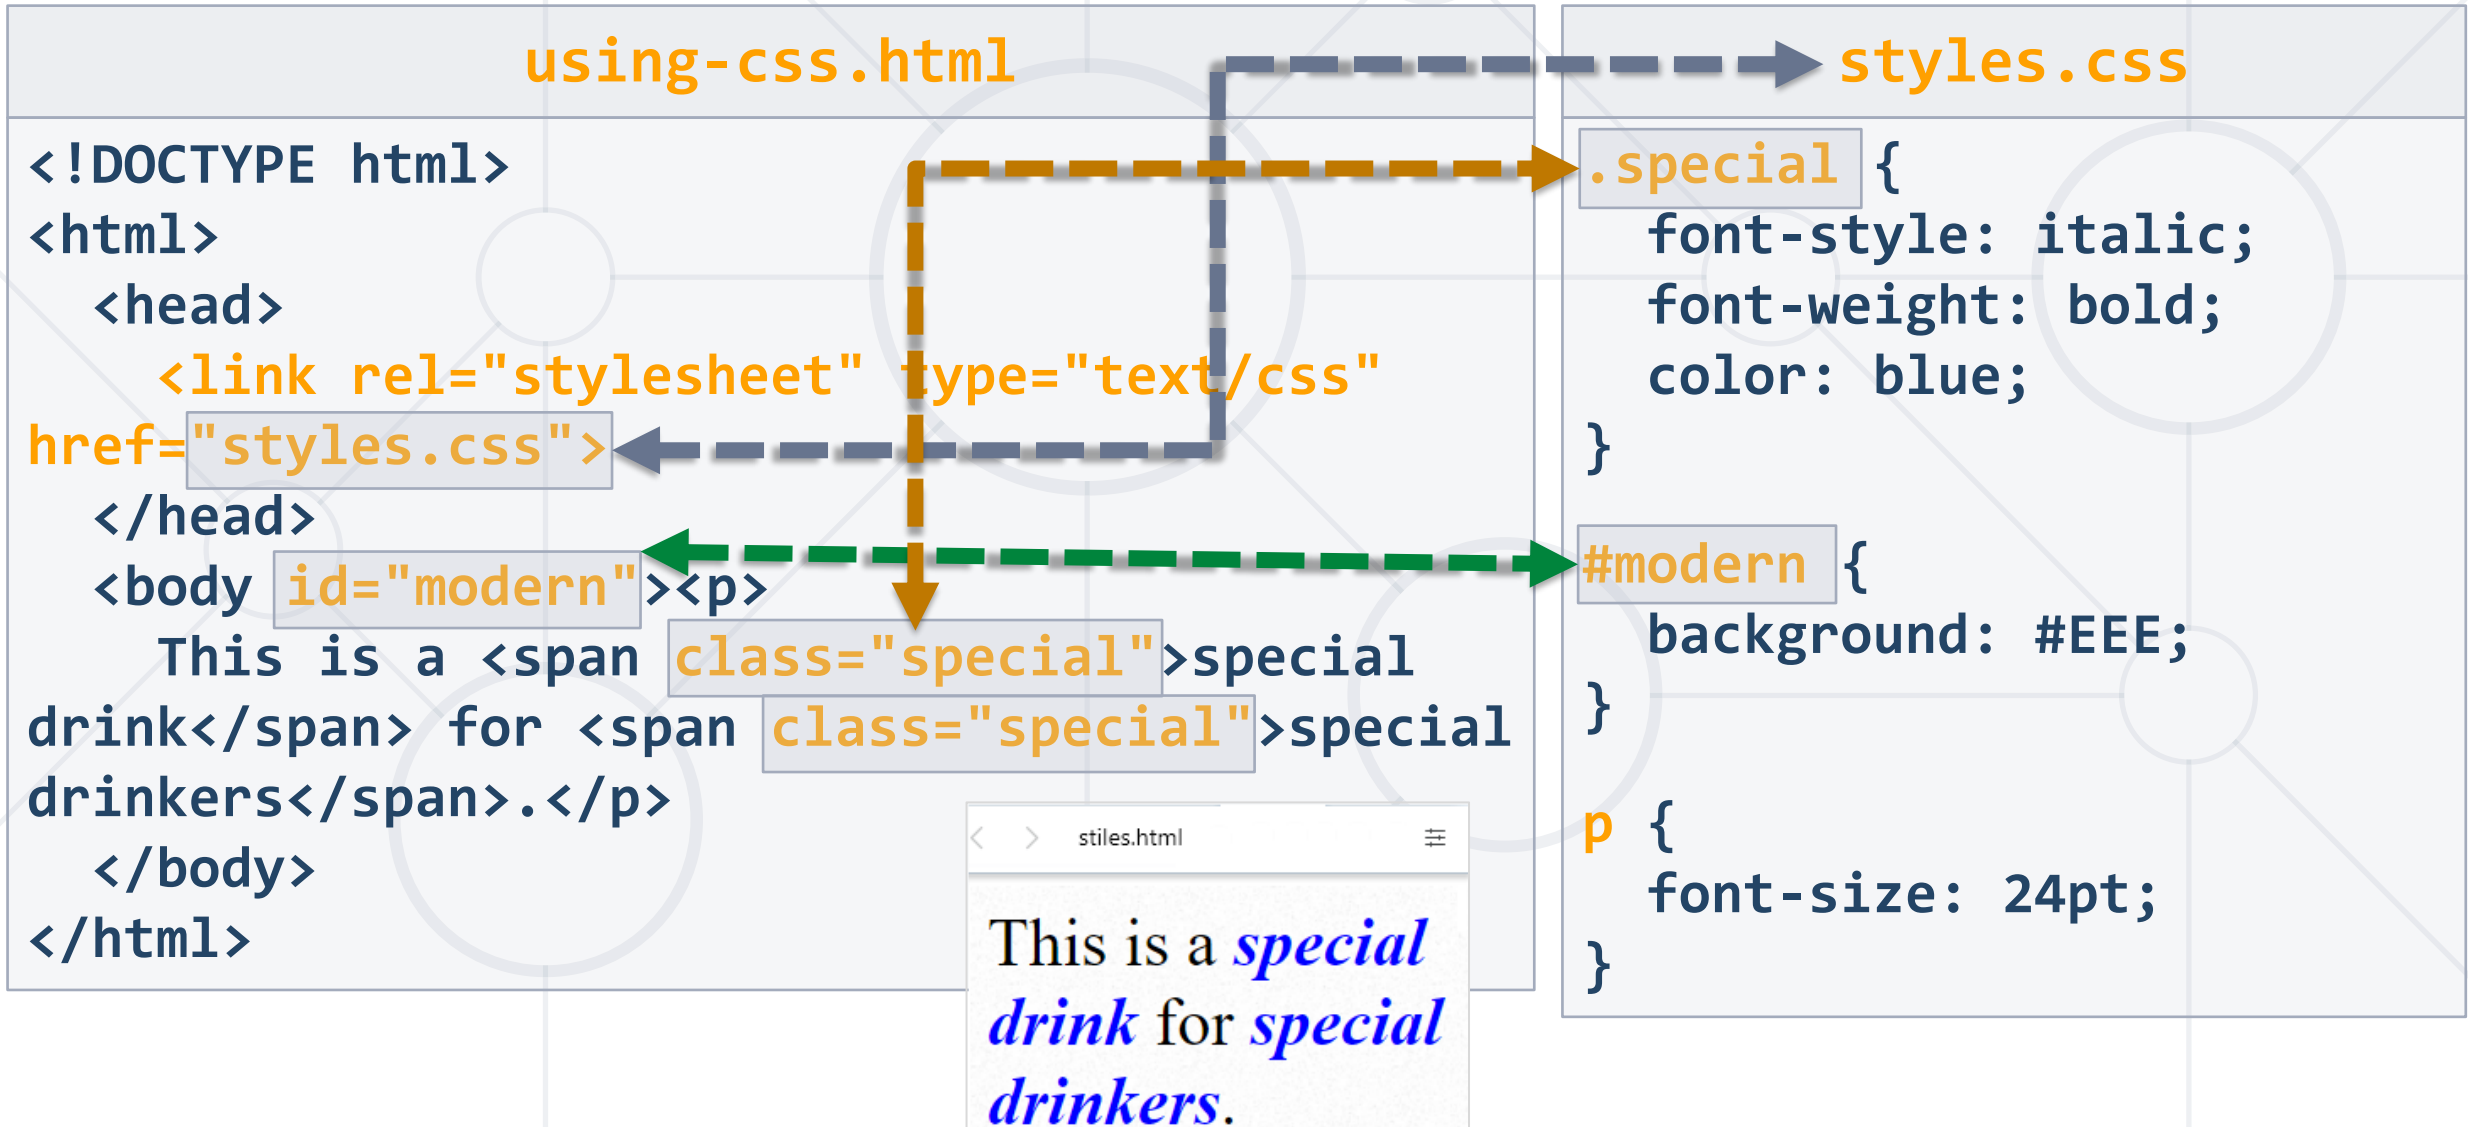 using-css.html
<!DOCTYPE html>
<html>
<head>
<link rel="stylesheet" type="text/css"
href="styles.css">
</head>
<body id="modern"><p>
This is a <span class="special">special
drink</span> for <span class="special">special
drinkers</span>.</p>
</body>
</html>
styles.css
.special {
font-style: italic;
font-weight: bold;
color: blue;
}
#modern {
background: #EEE;
}
p {
font-size: 24pt;
}
stiles.html
This is a special
drink for special
drinkers.